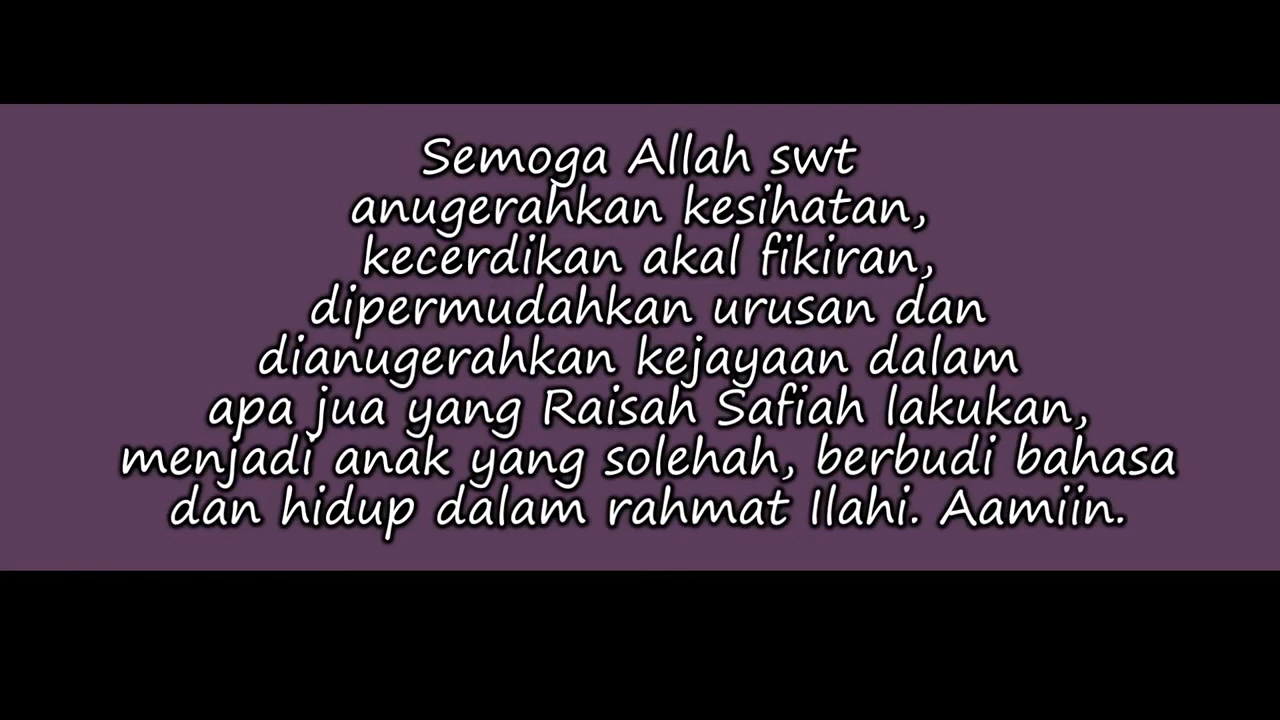 Semoga Allah swt
anugerahkan kesihatan,
kecerdikan akal fikiran,
dipermudahkan urusan dan
dianugerahkan kejayaan dalam
apa jua yang Raisah Safiah lakukan,
menjadi anak yang solehah, berbudi bahasa
dan hidup dalam rahmat Ilahi. Aamiin.